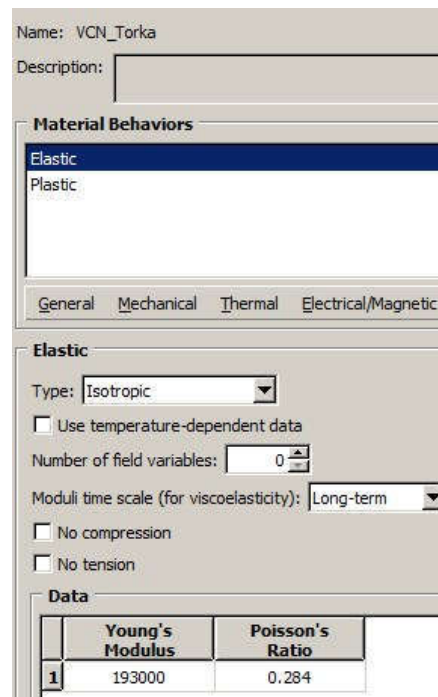 Name: VCN_Torka
Description:
Material Behaviors
Elastic
Plastic
General Mechanical Thermal Electrical/Magnetic
Elastic
Type: Isotropic
Use temperature-dependent data
Number of field variables: 0
Moduli time scale (for viscoelasticity): Long-term
No compression
No tension
Data
Young's Modulus Poisson's Ratio
1 193000 0.284